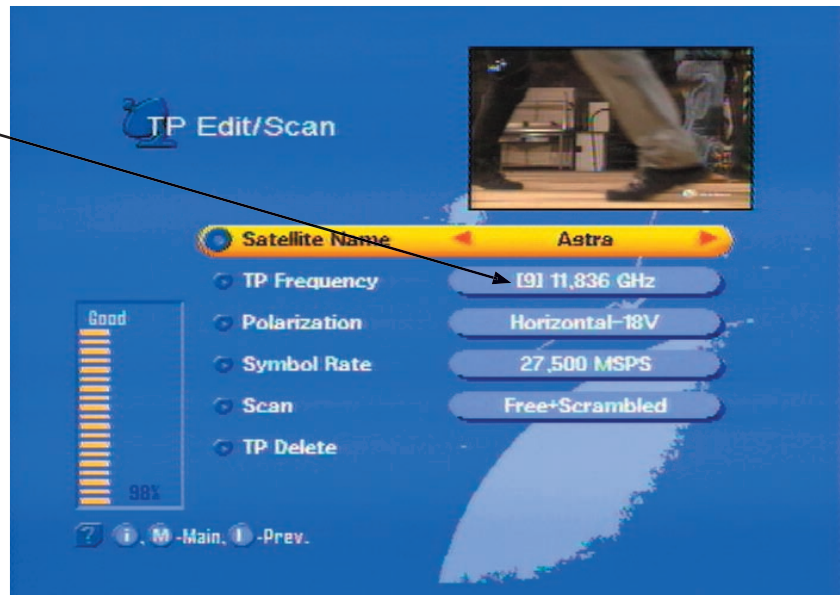 TP Edit/Scan
Satellite Name Astra
TP Frequency [9] 11,836 GHz
Polarization Horizontal-18V
Symbol Rate 27,500 MSPS
Scan Free+Scrambled
TP Delete
Good
98%
? i, M -Main, I -Prev.